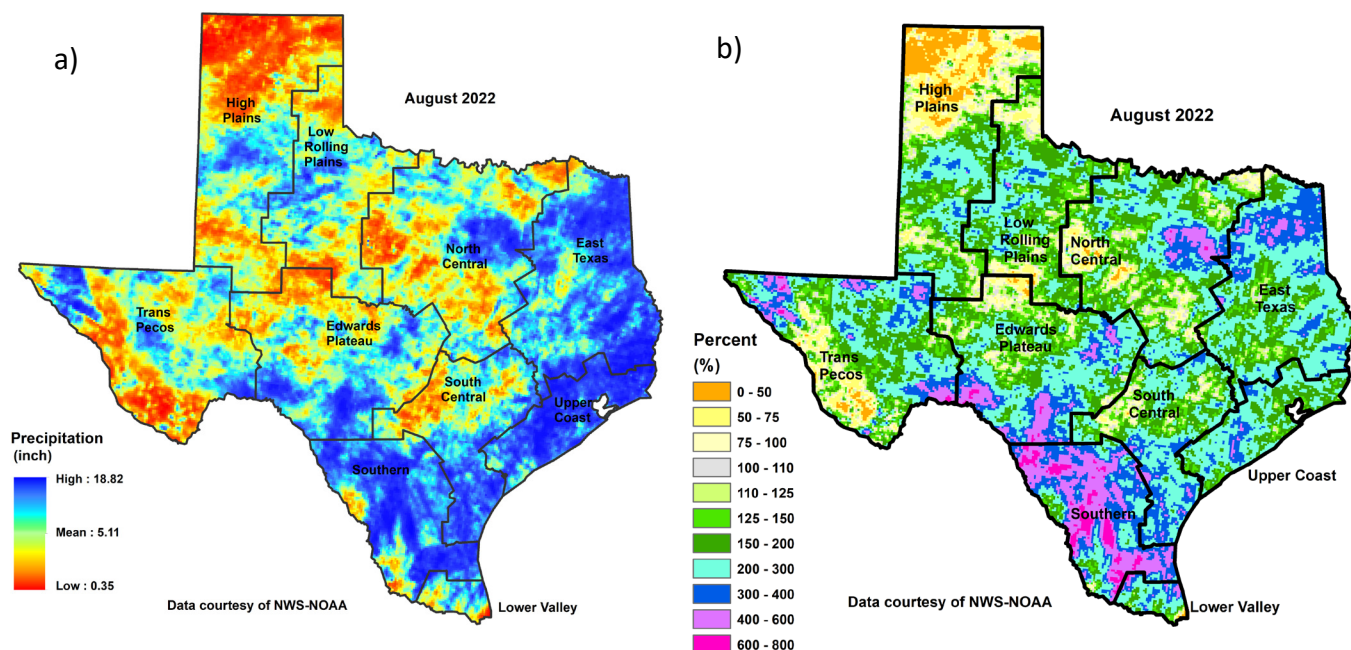 a)
August 2022
High
Plains
Low
Rolling
Plains
North
Central
East
Texas
Trans
Pecos
Edwards
Plateau
South
Central
Upper
Coast
Southern
Lower Valley
Precipitation
(inch)
High : 18.82
Mean : 5.11
Low : 0.35
Data courtesy of NWS-NOAA
b)
August 2022
High
Plains
Low
Rolling
Plains
North
Central
East
Texas
Trans
Pecos
Edwards
Plateau
South
Central
Upper Coast
Southern
Lower Valley
Percent
(%)
0 - 50
50 - 75
75 - 100
100 - 110
110 - 125
125 - 150
150 - 200
200 - 300
300 - 400
400 - 600
600 - 800
Data courtesy of NWS-NOAA